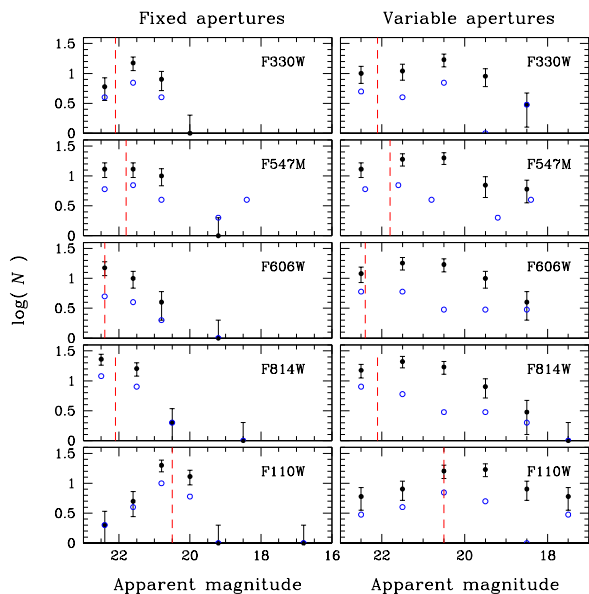 Fixed apertures Variable apertures
1.5 F330W F330W
1
0.5
0
1.5 F547M F547M
1
0.5
0
1.5 F606W F606W
1
0.5
0
log( N )
1.5 F814W F814W
1
0.5
0
1.5 F110W F110W
1
0.5
0
22 20 18 16 22 20 18
Apparent magnitude Apparent magnitude